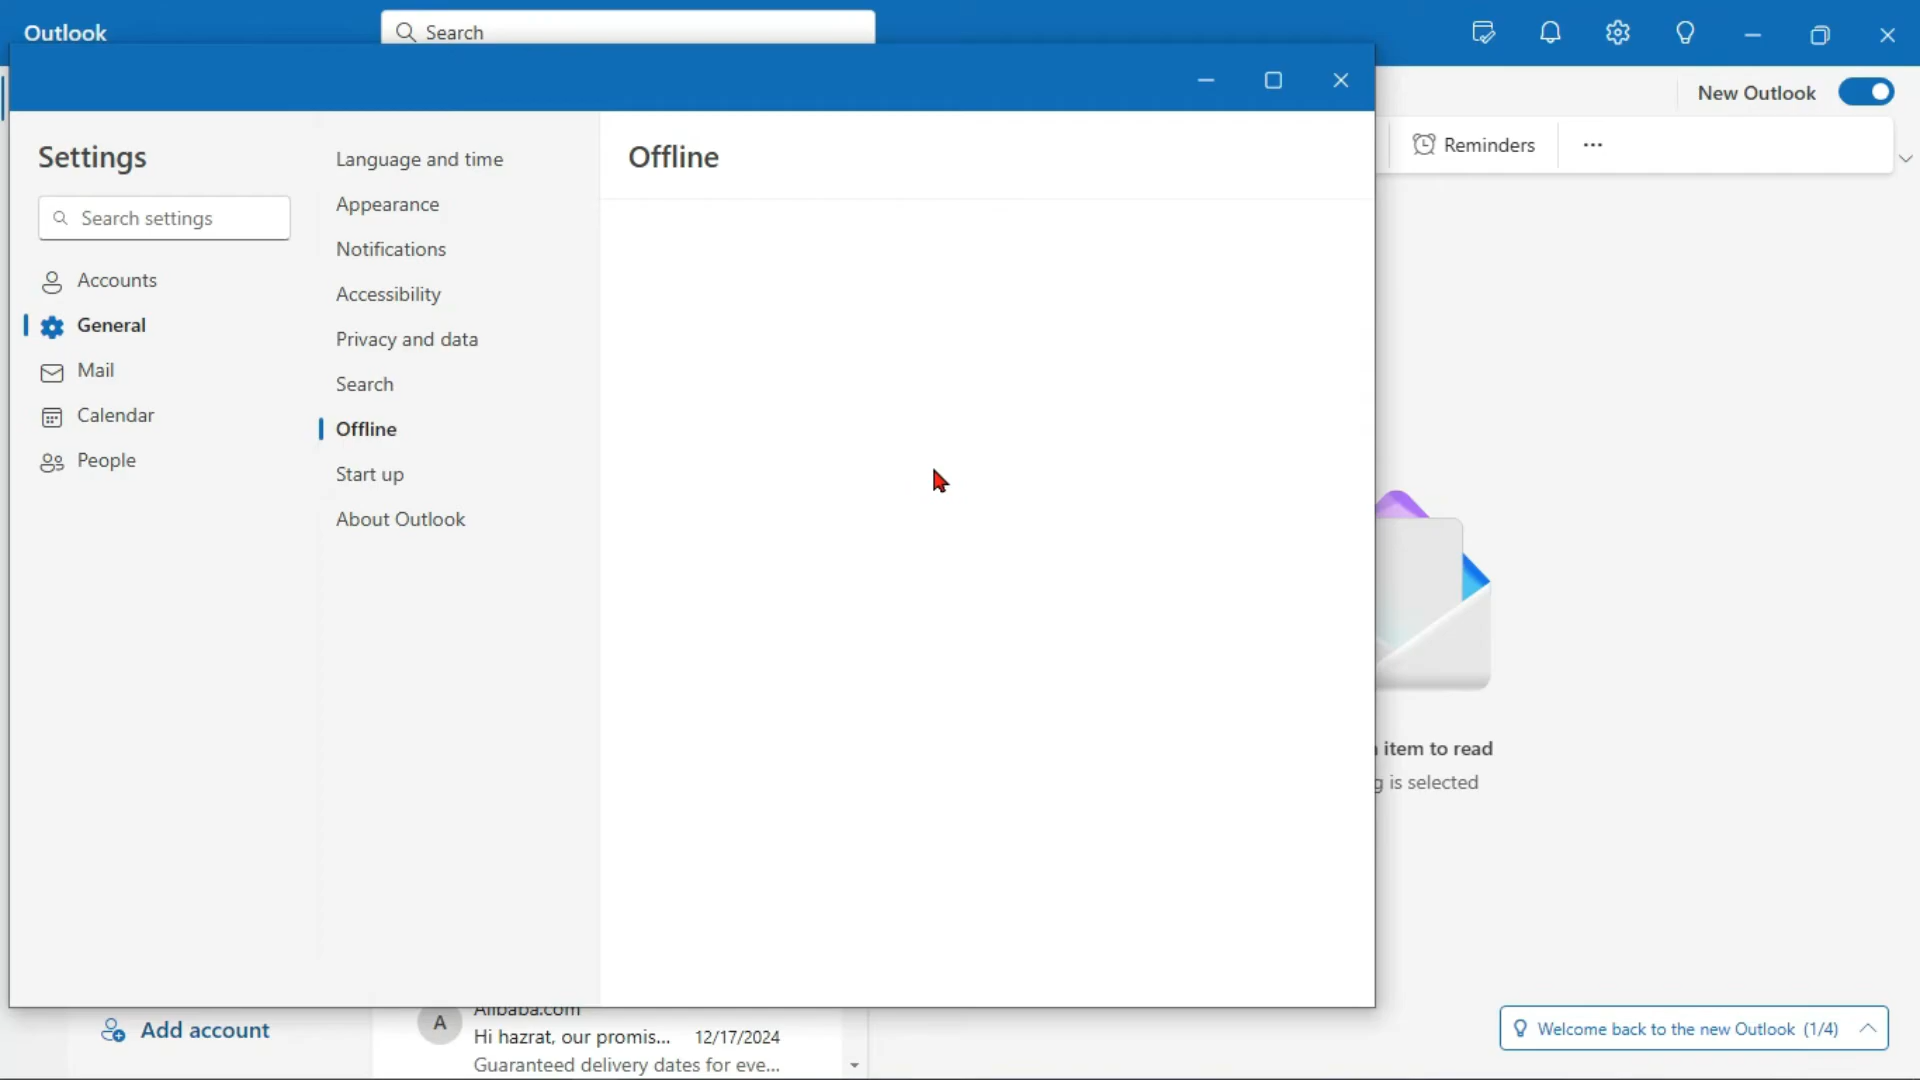 Outlook
Search
New Outlook
Reminders
Settings
Search settings
Accounts
General
Mail
Calendar
People
Language and time
Appearance
Notifications
Accessibility
Privacy and data
Search
Offline
Start up
About Outlook
Offline
item to read
g is selected
Add account
A
Alibaba.com
Hi hazrat, our promis... 12/17/2024
Guaranteed delivery dates for eve...
Welcome back to the new Outlook (1/4)